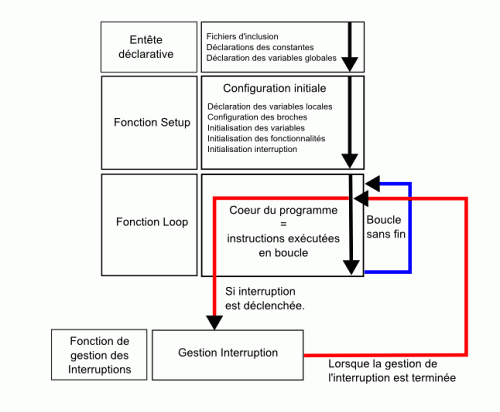 Entête
déclarative
Fichiers d'inclusion
Déclarations des constantes
Déclaration des variables globales
Fonction Setup
Configuration initiale
Déclaration des variables locales
Configuration des broches
Initialisation des variables
Initialisation des fonctionnalités
Initialisation interruption
Fonction Loop
Coeur du programme
=
instructions exécutées
en boucle
Boucle
sans fin
Si interruption
est déclenchée.
Fonction de
gestion des
Interruptions
Gestion Interruption
Lorsque la gestion de
l'interruption est terminée